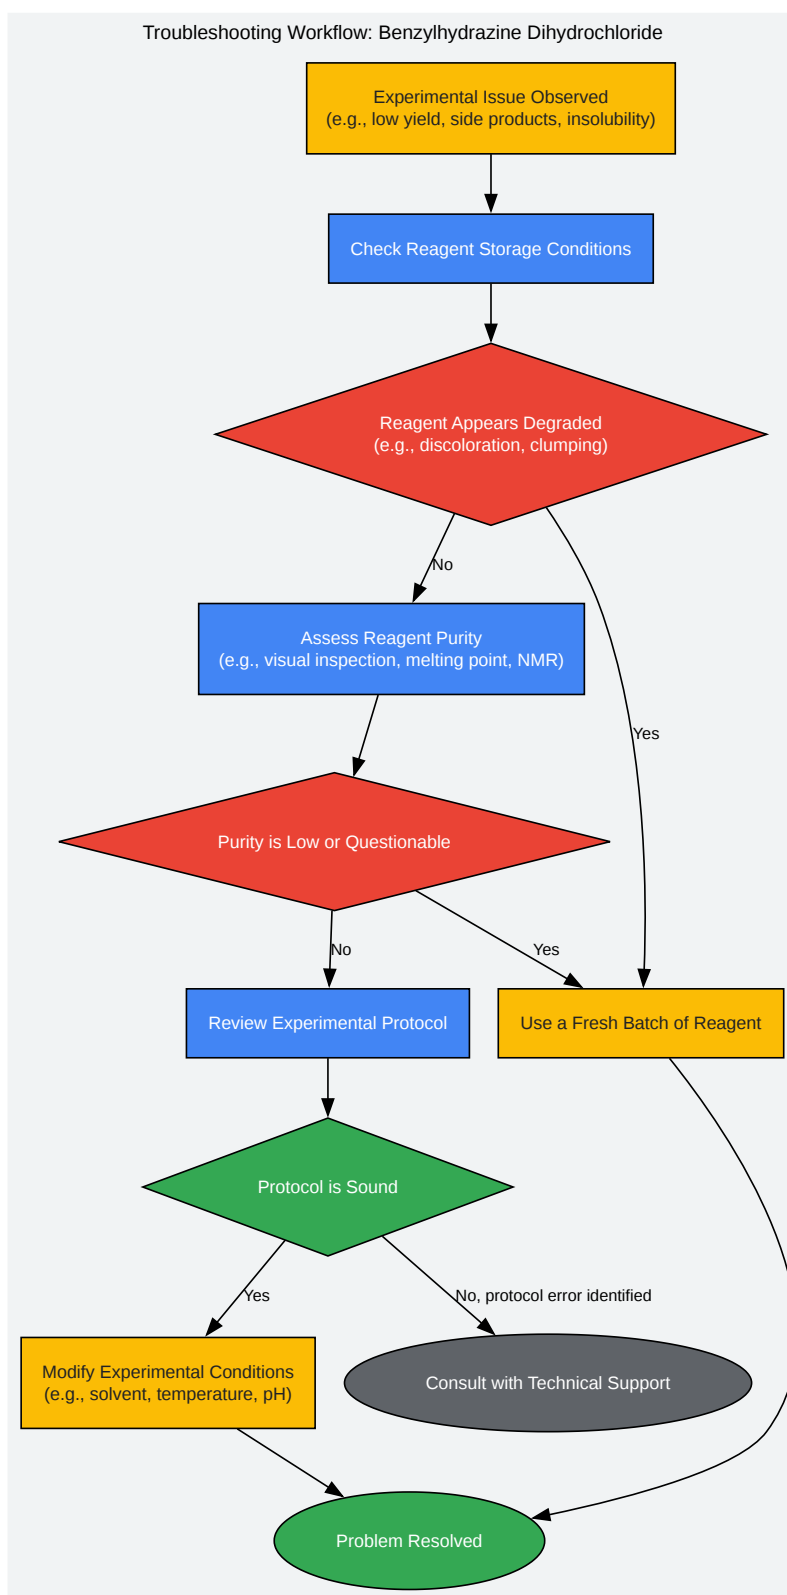 Troubleshooting Workflow: Benzylhydrazine Dihydrochloride
Experimental Issue Observed
(e.g., low yield, side products, insolubility)
Check Reagent Storage Conditions
Reagent Appears Degraded
(e.g., discoloration, clumping)
No
Assess Reagent Purity
(e.g., visual inspection, melting point, NMR)
Yes
Purity is Low or Questionable
No
Yes
Review Experimental Protocol
Use a Fresh Batch of Reagent
Protocol is Sound
Yes
No, protocol error identified
Modify Experimental Conditions
(e.g., solvent, temperature, pH)
Consult with Technical Support
Problem Resolved